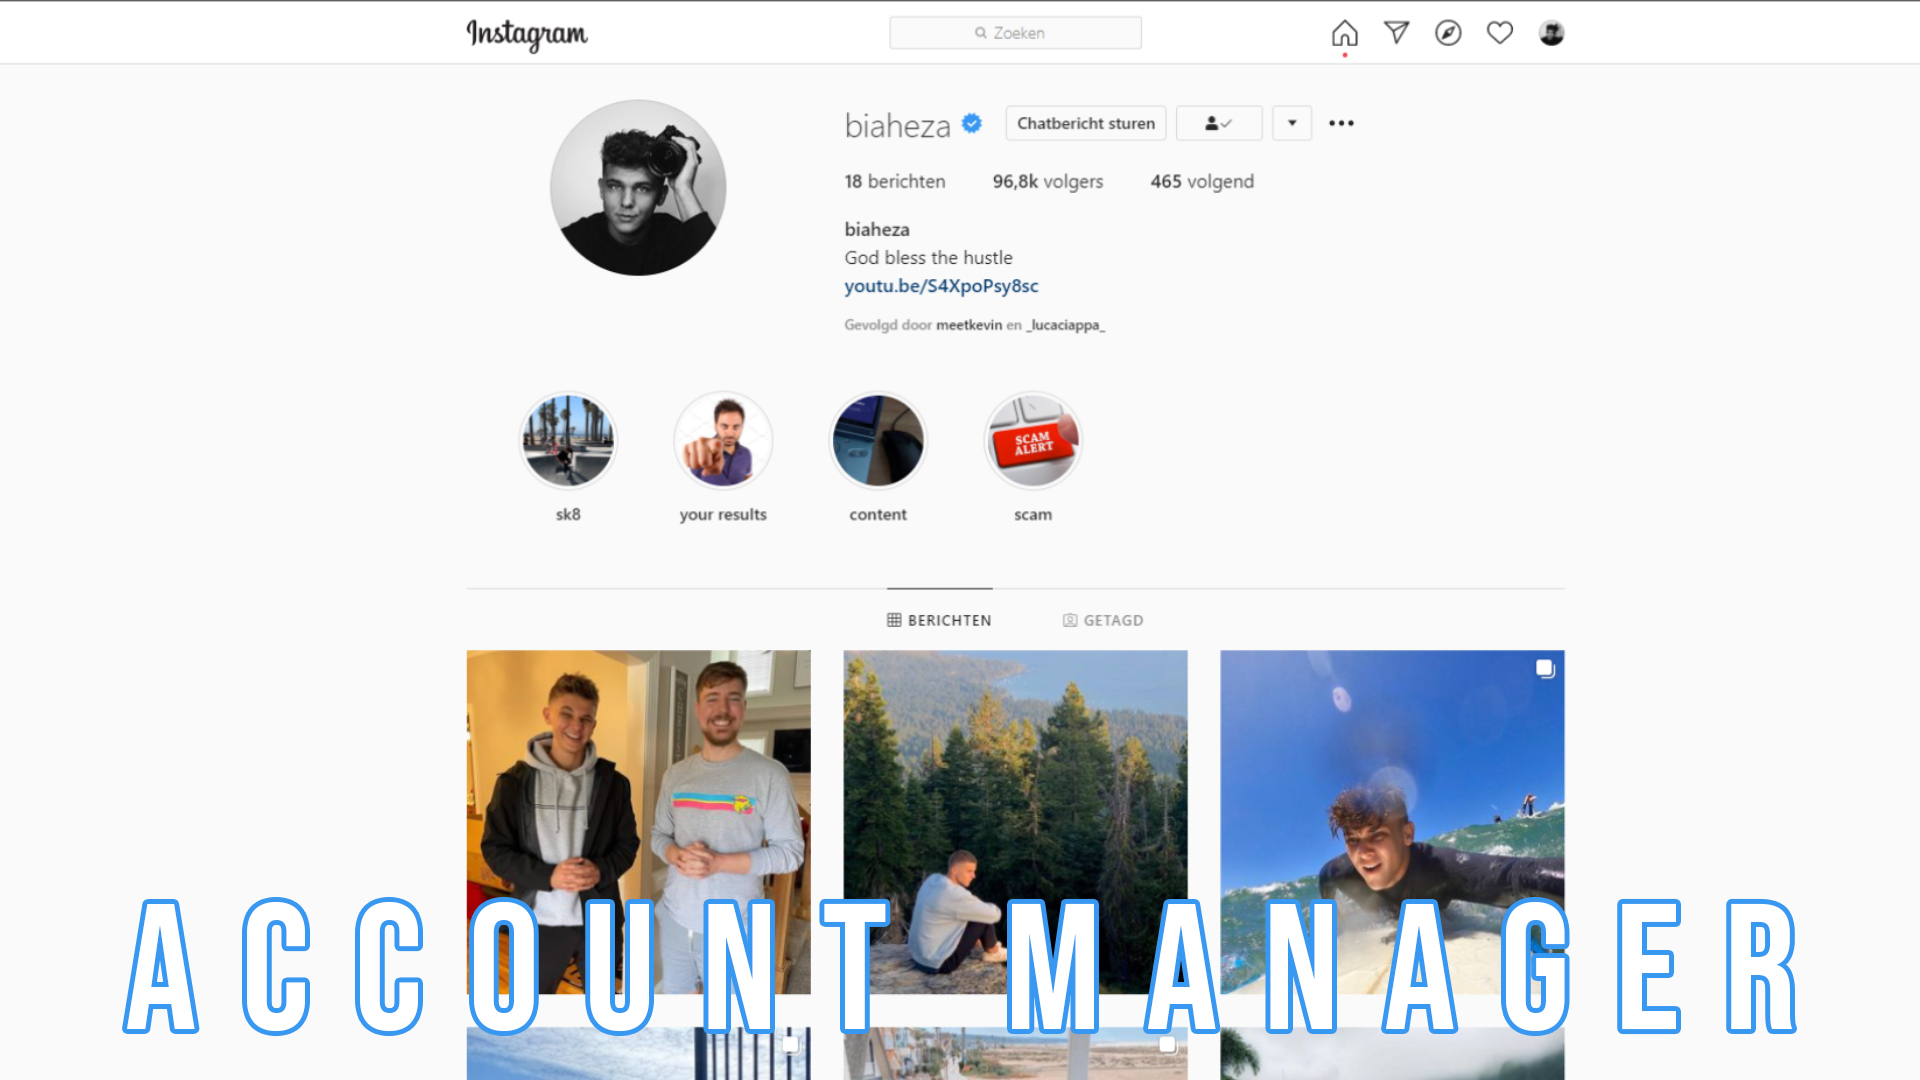 Instagram
Zoeken
biaheza
Chatbericht sturen
18 berichten
96,8k volgers
465 volgend
biaheza
God bless the hustle
youtu.be/S4XpoPsy8sc
Gevolgd door meetkevin en _lucaciappa_
SCAM
ALERT
sk8
your results
content
scam
BERICHTEN
GETAGD
ACCOUNT MANAGER